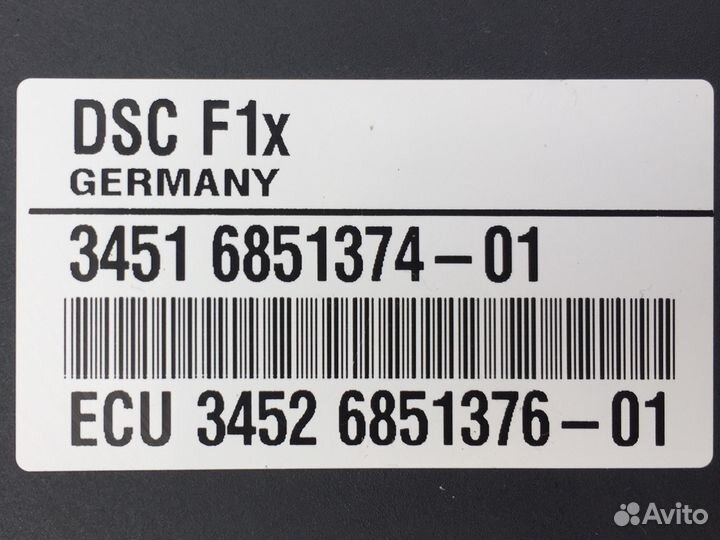 DSC F1x
GERMANY
3451 6851374-01
ECU 3452 6851376-01
Avito